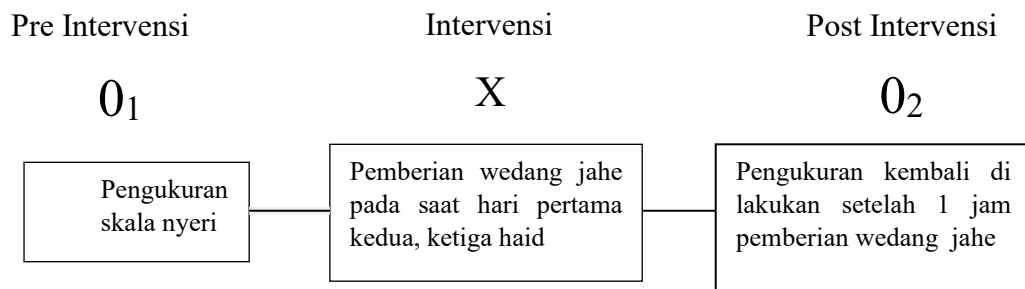 Pre Intervensi
Intervensi
Post Intervensi
0₁
X
0₂
Pengukuran
skala nyeri
Pemberian wedang jahe
pada saat hari pertama
kedua, ketiga haid
Pengukuran kembali di
lakukan setelah 1 jam
pemberian wedang jahe